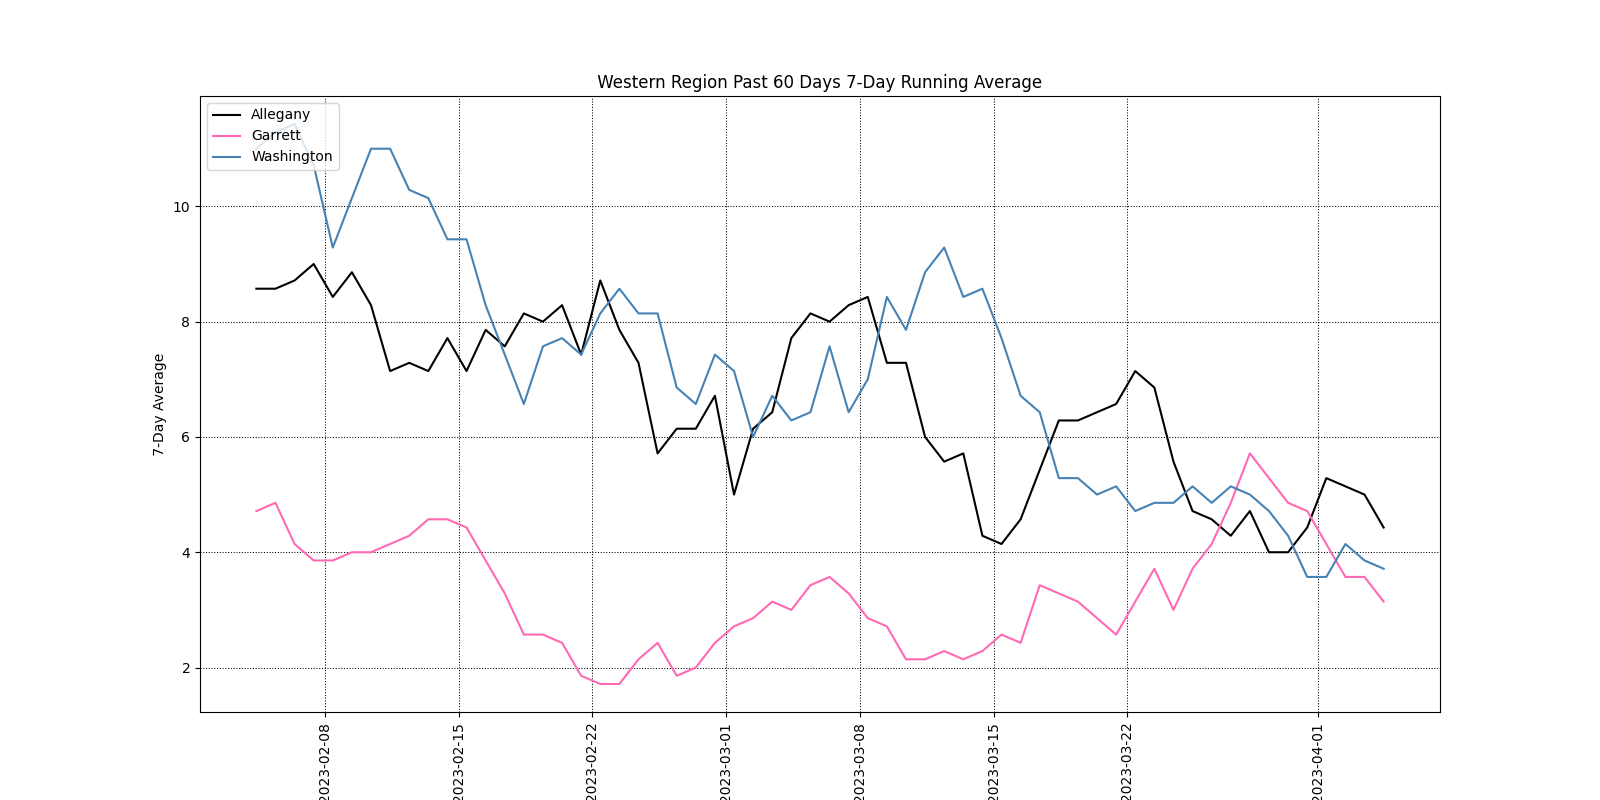 Western Region Past 60 Days 7-Day Running Average
Allegany
Garrett
Washington
7-Day Average
10
8
6
4
2
2023-02-08
2023-02-15
2023-02-22
2023-03-01
2023-03-08
2023-03-15
2023-03-22
2023-04-01